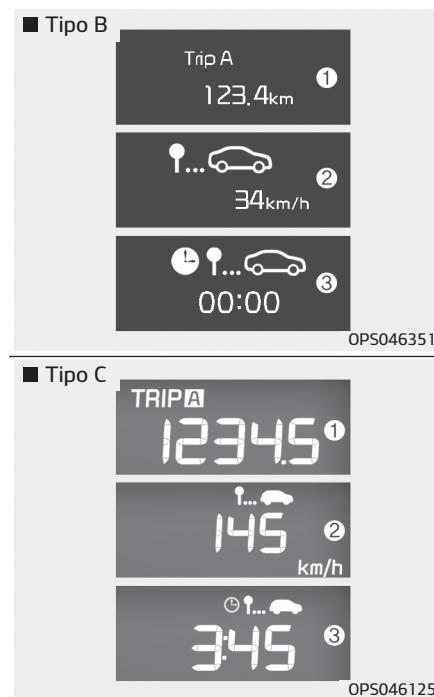 ■ Tipo B
Trip A
123.4km ①
34km/h ②
00:00 ③
OPS046351
■ Tipo C
TRIP A
1234.5 ①
145 ②
km/h
3:45 ③
OPS046125